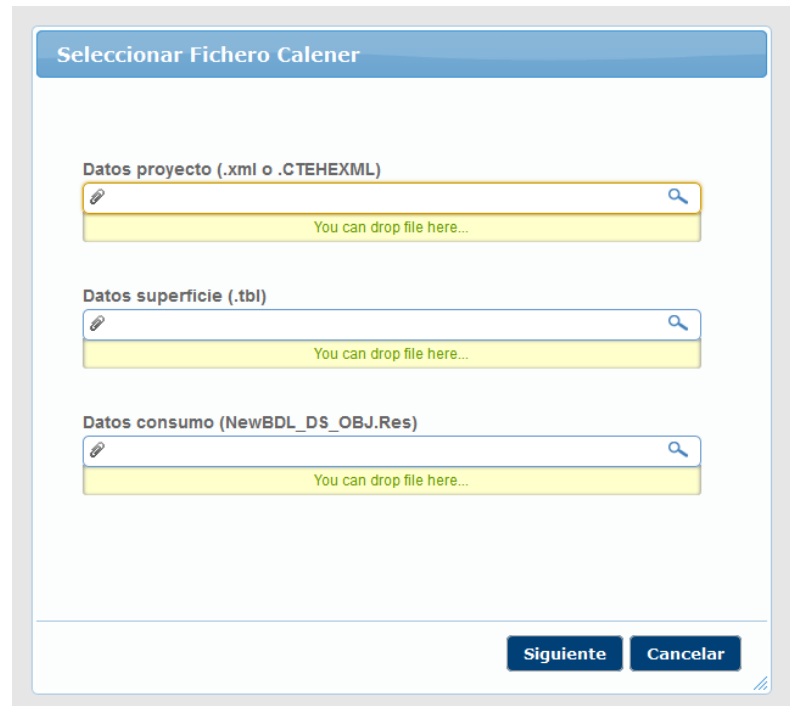 Seleccionar Fichero Calener
Datos proyecto (.xml o .CTEHEXML)
You can drop file here...
Datos superficie (.tbl)
You can drop file here...
Datos consumo (NewBDL_DS_OBJ.Res)
You can drop file here...
Siguiente Cancelar